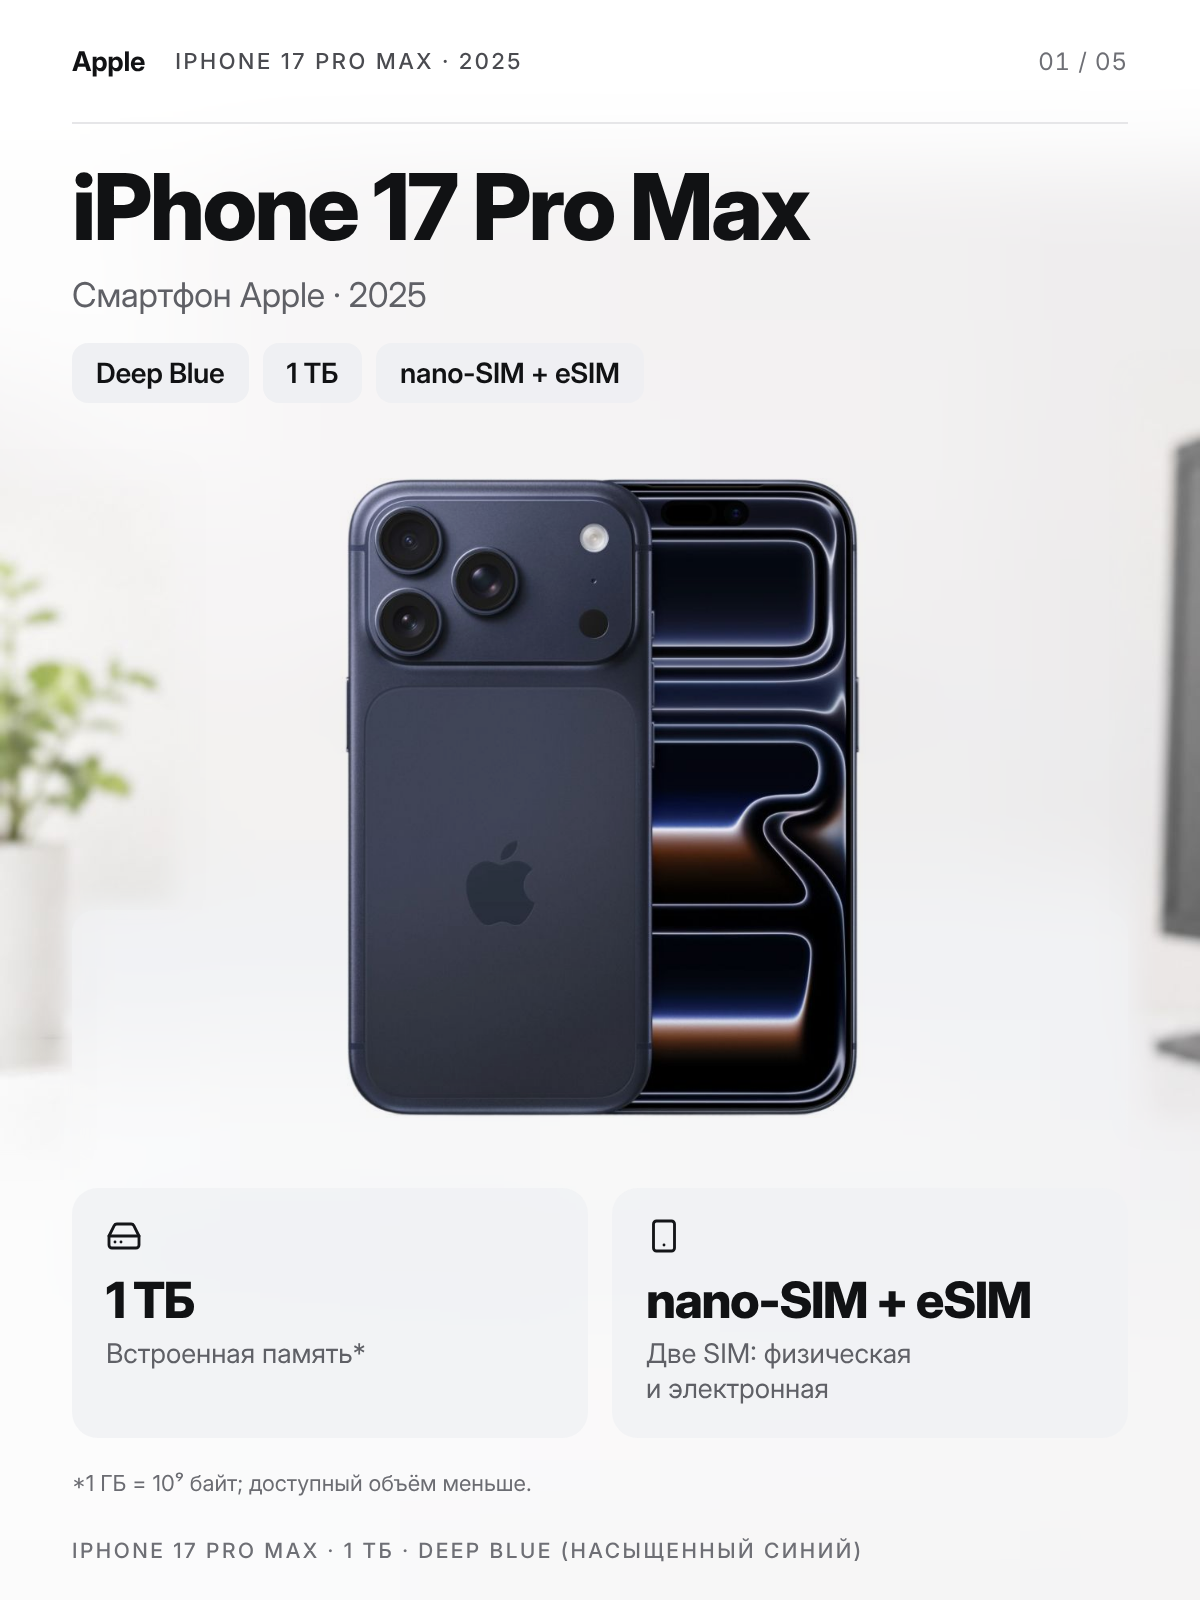 Apple IPHONE 17 PRO MAX · 2025 01 / 05
iPhone 17 Pro Max
Смартфон Apple · 2025
Deep Blue 1 ТБ nano-SIM + eSIM
1 ТБ
Встроенная память*
nano-SIM + eSIM
Две SIM: физическая
и электронная
*1 ГБ = 10⁹ байт; доступный объём меньше.
IPHONE 17 PRO MAX · 1 ТБ · DEEP BLUE (НАСЫЩЕННЫЙ СИНИЙ)